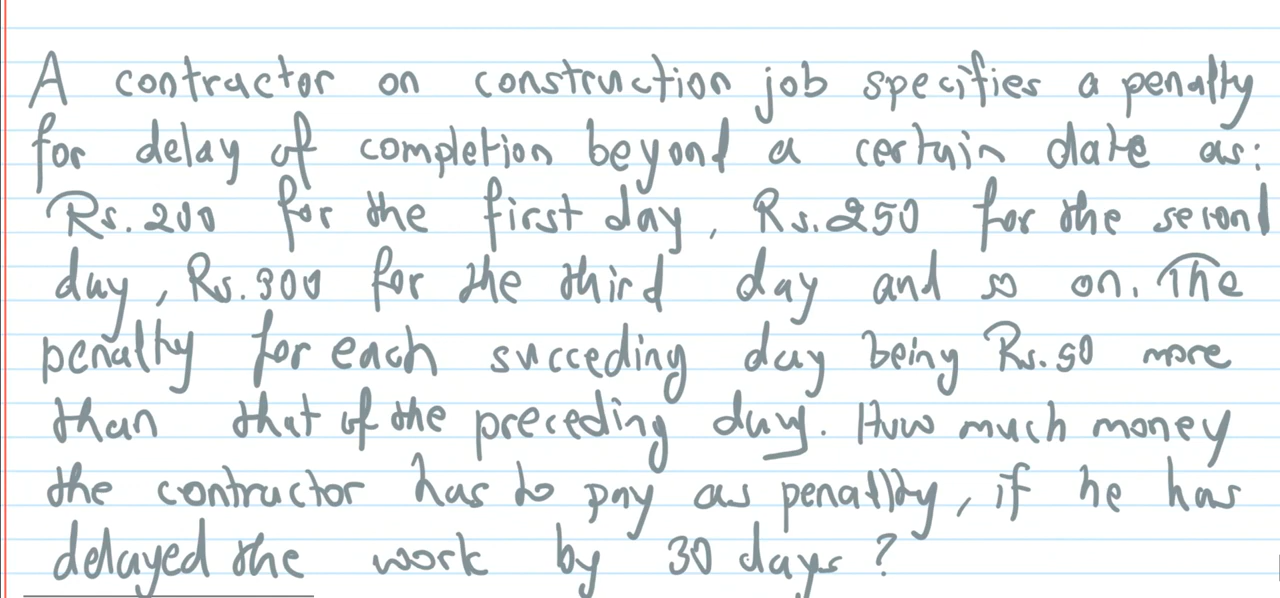 A contractor on construction job specifies a penalty
for delay of completion beyond a certain date as:
Rs. 200 for the first day, Rs. 250 for the second
day, Rs. 300 for the third day and so on. The
penalty for each succeding day being Rs. 50 more
than that of the preceding day. How much money
the contractor has to pay as penallty, if he has
delayed the work by 30 days?